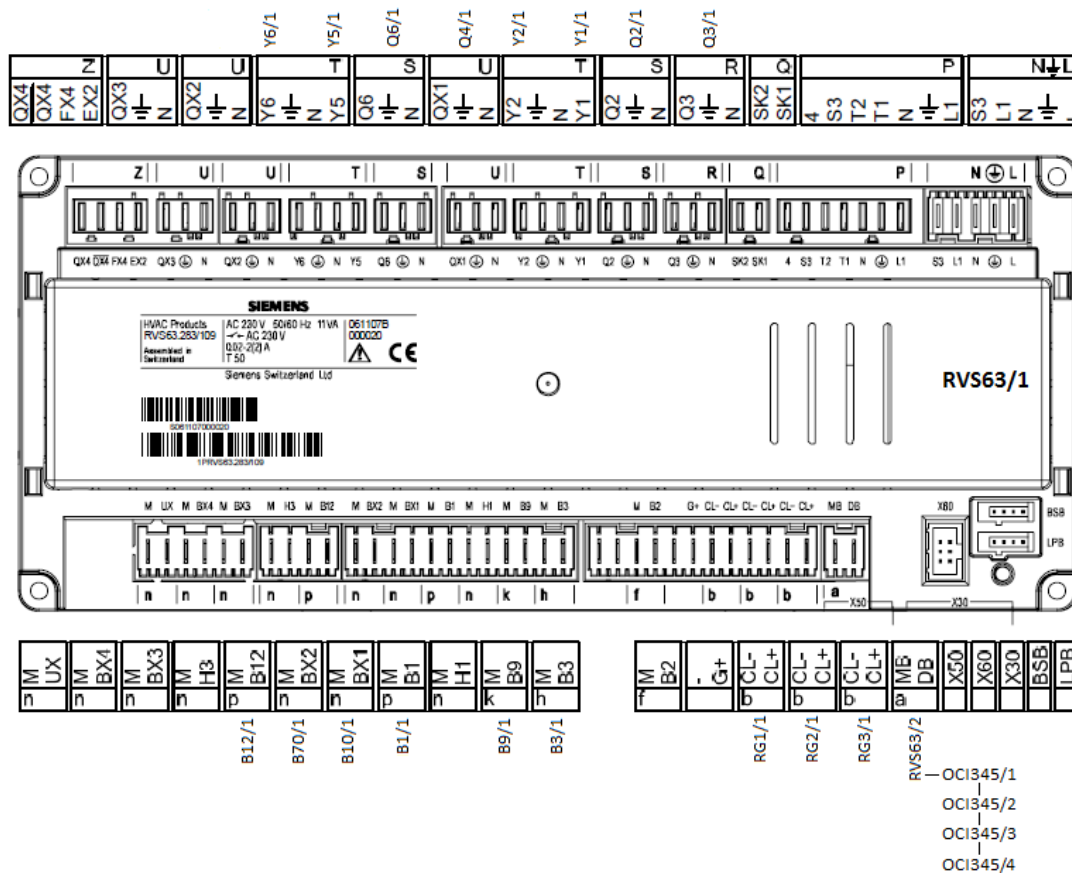 Y6/1 Y5/1 Q6/1 Q4/1 Y2/1 Y1/1 Q2/1 Q3/1
Z U U T S U T S R Q P N L
QX4 QX4 FX4 EX2 QX3 N QX2 N Y6 N Y5 Q6 N QX1 N Y2 N Y1 Q2 N Q3 N SK2 SK1 4 S3 T2 T1 N L1 S3 L1 N L
Z U U T S U T S R Q P N L
QX4 QX4 FX4 EX2 QX3 N QX2 N Y6 N Y5 Q6 N QX1 N Y2 N Y1 Q2 N Q3 N SK2 SK1 4 S3 T2 T1 N L1 S3 L1 N L
SIEMENS
HVAC Products AC 230 V 50/60 Hz 11VA 061107B
RVS63.283/109 AC 230 V 000020
Assembled in 0.02-2(2) A
Switzerland T 50
CE
Siemens Switzerland Ltd
RVS63/1
S061107000020
1PRVS63.283/109
M UX M BX4 M BX3 M H3 M B12 M BX2 M BX1 M B1 M H1 M B9 M B3 M B2 G+ CL- CL+ CL- CL+ CL- CL+ MB DB X60 BSB
LPB
n n n n p n n p n k h f b b b a
X50 X30
M UX M BX4 M BX3 M H3 M B12 M BX2 M BX1 M B1 M H1 M B9 M B3 M B2 - G+ CL- CL+ CL- CL+ CL- CL+ MB DB X50 X60 X30 BSB LPB
n n n n p n n p n k h f b b b a
B12/1 B70/1 B10/1 B1/1 B9/1 B3/1 RG1/1 RG2/1 RG3/1 RVS63/2
OCI345/1
OCI345/2
OCI345/3
OCI345/4